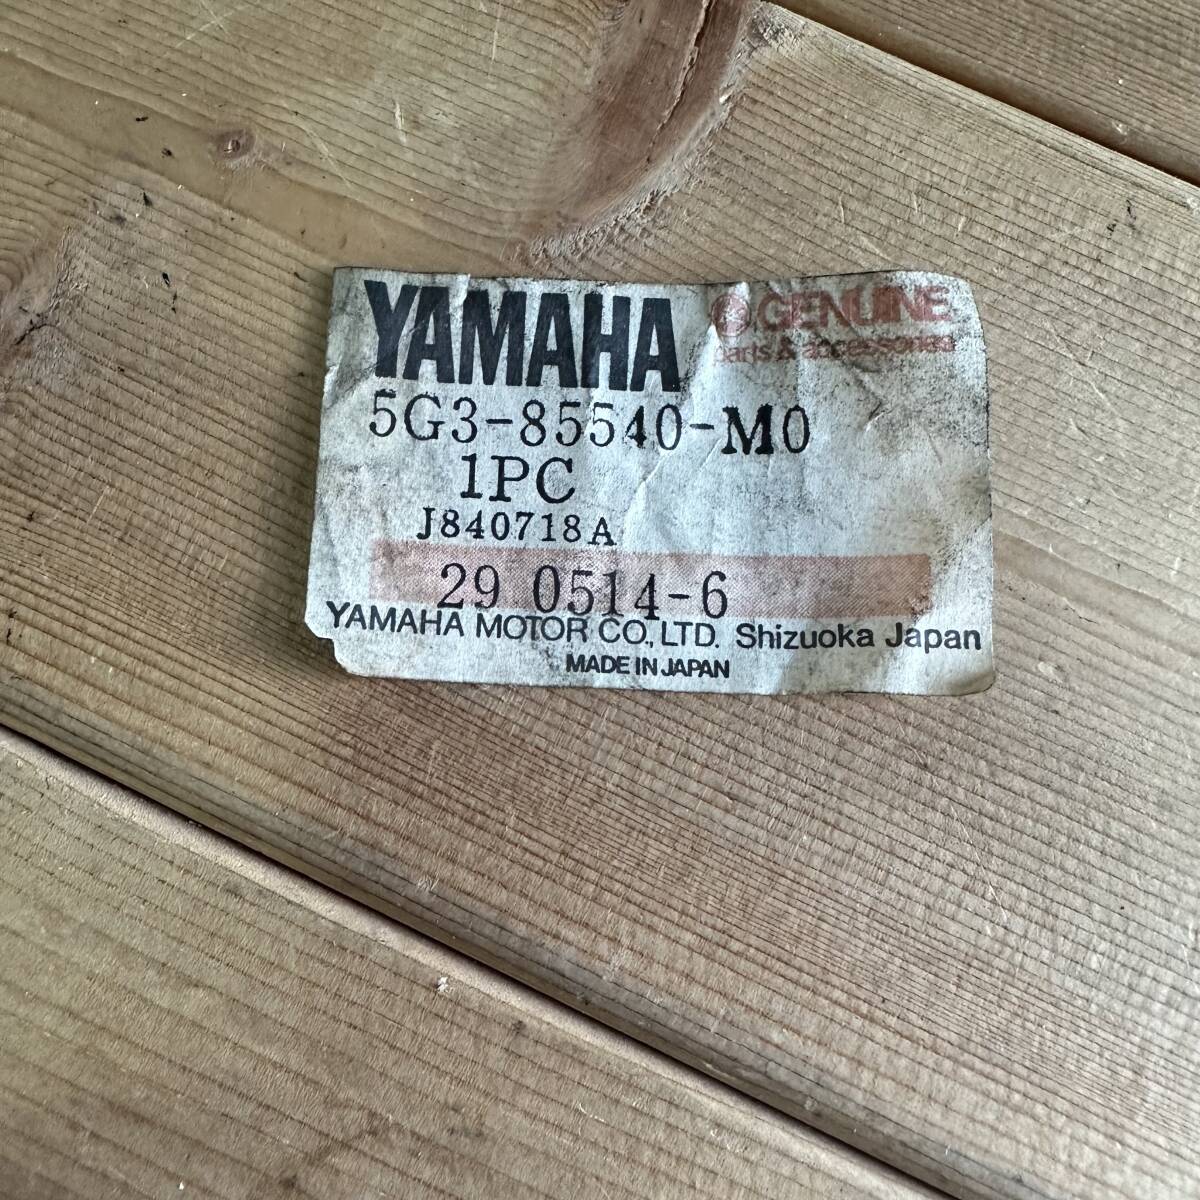 YAMAHA GENUINE
parts & accessories
5G3-85540-M0
1PC
J840718A
29 0514-6
YAMAHA MOTOR CO., LTD. Shizuoka Japan
MADE IN JAPAN